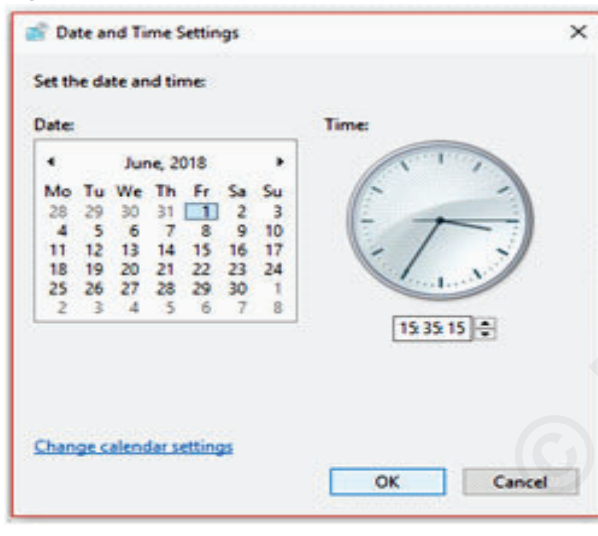 Date and Time Settings
Set the date and time:
Date:
Time:
June, 2018
Mo Tu We Th Fr Sa Su
28 29 30 31 1 2 3
4 5 6 7 8 9 10
11 12 13 14 15 16 17
18 19 20 21 22 23 24
25 26 27 28 29 30 1
2 3 4 5 6 7 8
15:35:15
Change calendar settings
OK Cancel
©